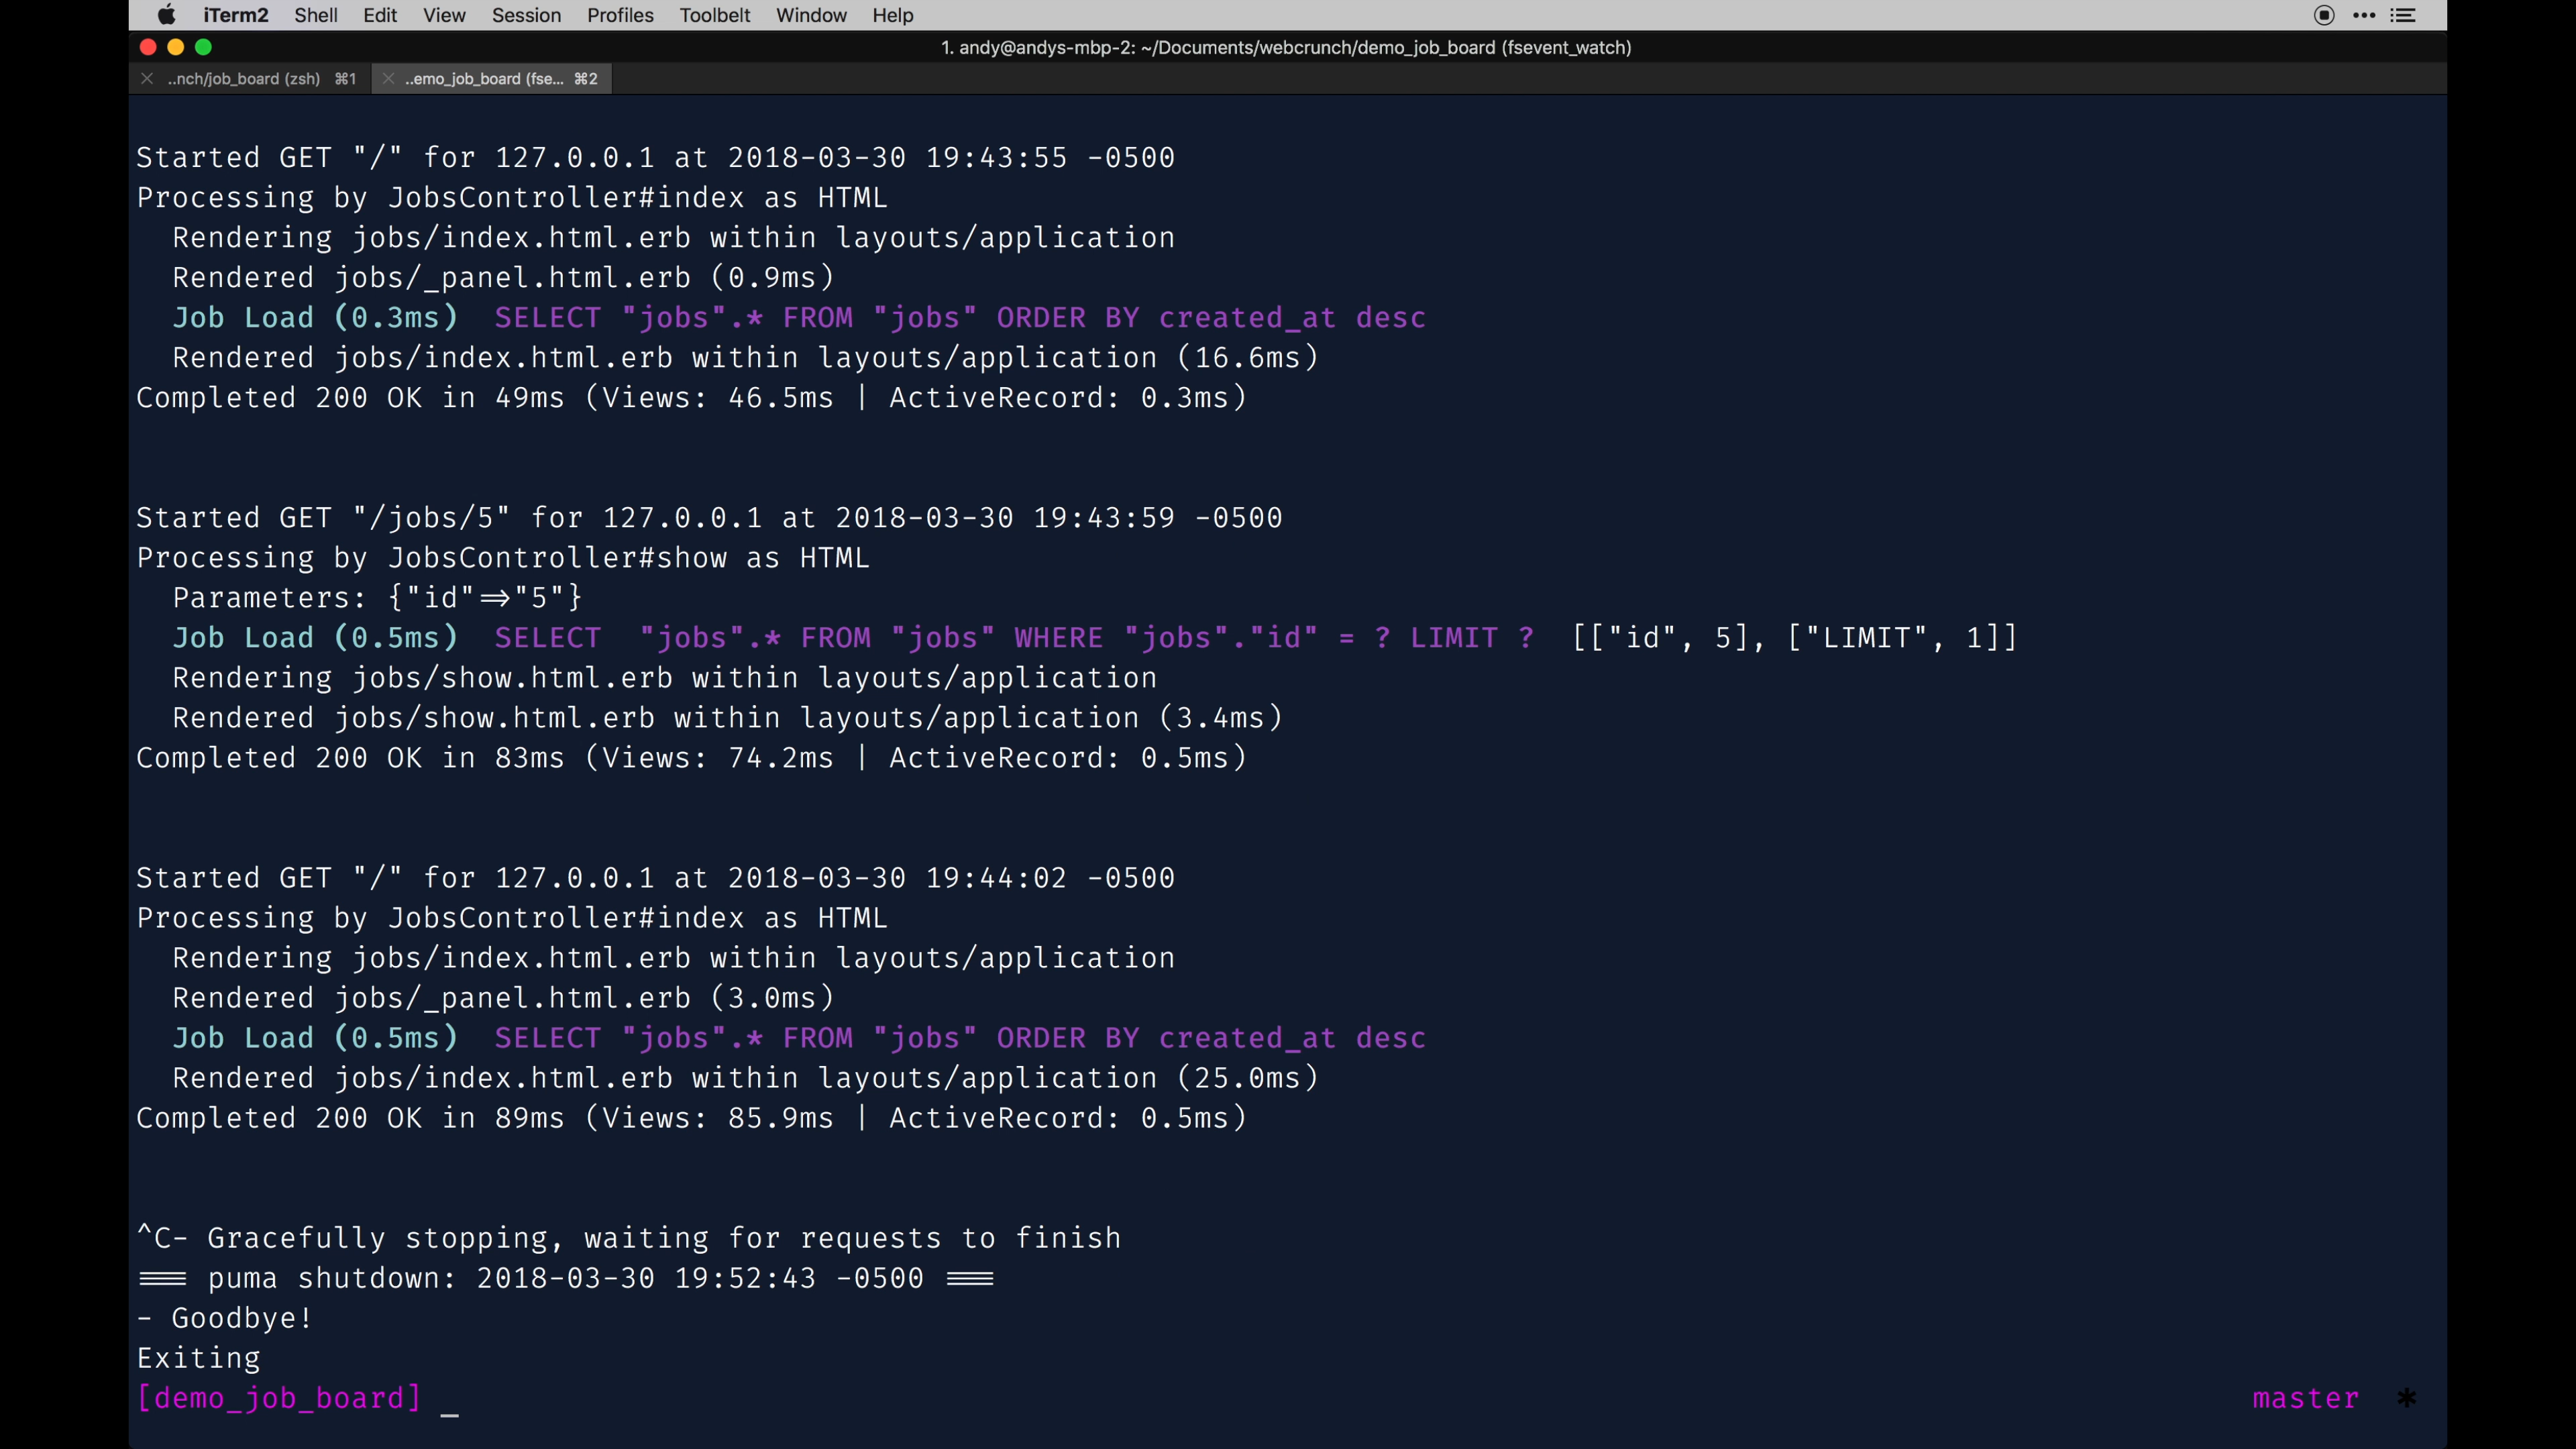 iTerm2 Shell Edit View Session Profiles Toolbelt Window Help
1. andy@andys-mbp-2: ~/Documents/webcrunch/demo_job_board (fsevent_watch)
..nch/job_board (zsh) ⌘1 ..emo_job_board (fse... ⌘2
Started GET "/" for 127.0.0.1 at 2018-03-30 19:43:55 -0500
Processing by JobsController#index as HTML
  Rendering jobs/index.html.erb within layouts/application
  Rendered jobs/_panel.html.erb (0.9ms)
  Job Load (0.3ms)  SELECT "jobs".* FROM "jobs" ORDER BY created_at desc
  Rendered jobs/index.html.erb within layouts/application (16.6ms)
Completed 200 OK in 49ms (Views: 46.5ms | ActiveRecord: 0.3ms)
Started GET "/jobs/5" for 127.0.0.1 at 2018-03-30 19:43:59 -0500
Processing by JobsController#show as HTML
  Parameters: {"id"=>"5"}
  Job Load (0.5ms)  SELECT  "jobs".* FROM "jobs" WHERE "jobs"."id" = ? LIMIT ?  [["id", 5], ["LIMIT", 1]]
  Rendering jobs/show.html.erb within layouts/application
  Rendered jobs/show.html.erb within layouts/application (3.4ms)
Completed 200 OK in 83ms (Views: 74.2ms | ActiveRecord: 0.5ms)
Started GET "/" for 127.0.0.1 at 2018-03-30 19:44:02 -0500
Processing by JobsController#index as HTML
  Rendering jobs/index.html.erb within layouts/application
  Rendered jobs/_panel.html.erb (3.0ms)
  Job Load (0.5ms)  SELECT "jobs".* FROM "jobs" ORDER BY created_at desc
  Rendered jobs/index.html.erb within layouts/application (25.0ms)
Completed 200 OK in 89ms (Views: 85.9ms | ActiveRecord: 0.5ms)
^C- Gracefully stopping, waiting for requests to finish
=== puma shutdown: 2018-03-30 19:52:43 -0500 ===
- Goodbye!
Exiting
[demo_job_board] _ master *